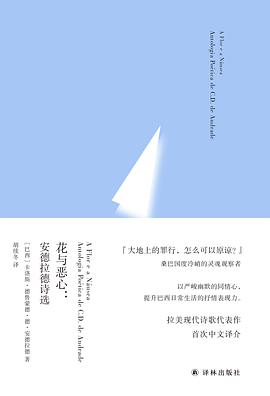 A Flor e a Náusea
Antologia Poética de C.D. de Andrade
花与恶心：
安德拉德诗选
A Flor e a Náusea
Antologia Poética de C.D. de Andrade
［巴西］卡洛斯·德鲁蒙德·德·安德拉德 著
胡续冬 译
『大地上的罪行，怎么可以原谅？』
桑巴国度冷峭的灵魂观察者
以严峻幽默的同情心，
提升巴西日常生活的抒情表现力。
拉美现代诗歌代表作
首次中文译介
译林出版社